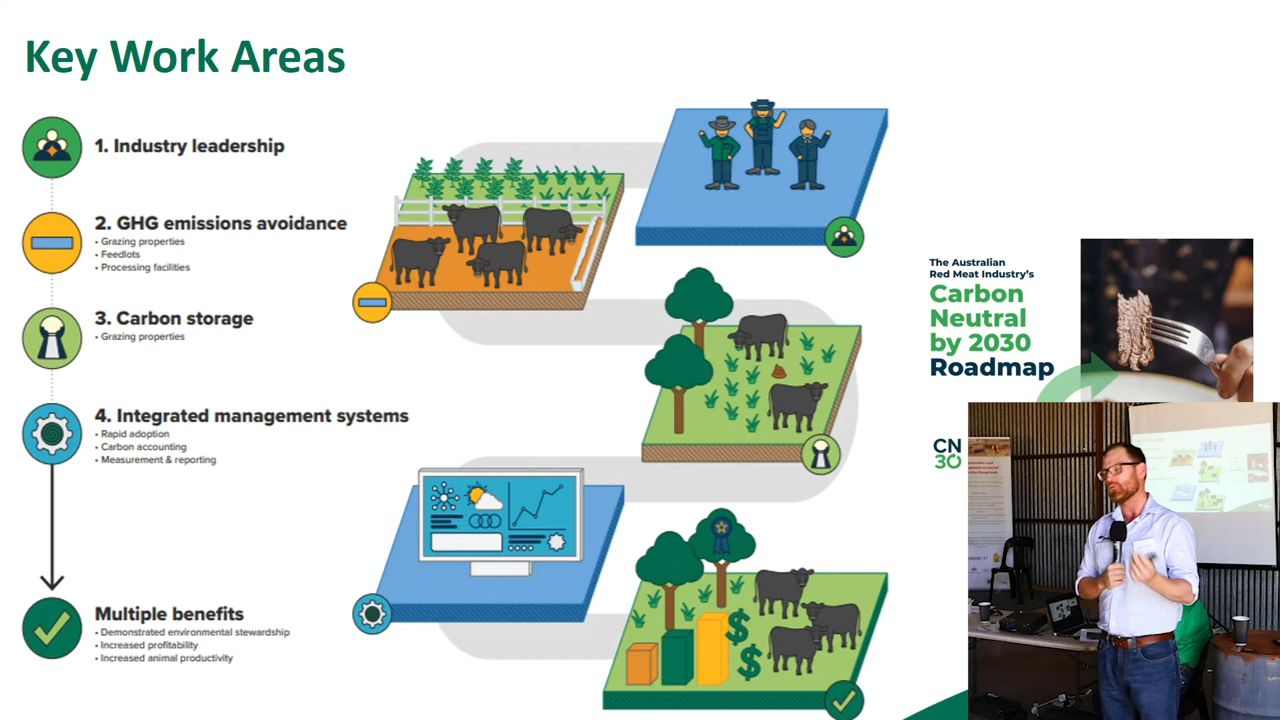 Key Work Areas
1. Industry leadership
2. GHG emissions avoidance
• Grazing properties
• Feedlots
• Processing facilities
3. Carbon storage
• Grazing properties
4. Integrated management systems
• Rapid adoption
• Carbon accounting
• Measurement & reporting
Multiple benefits
• Demonstrated environmental stewardship
• Increased profitability
• Increased animal productivity
$
$
The Australian
Red Meat Industry's
Carbon
Neutral
by 2030
Roadmap
CN
30